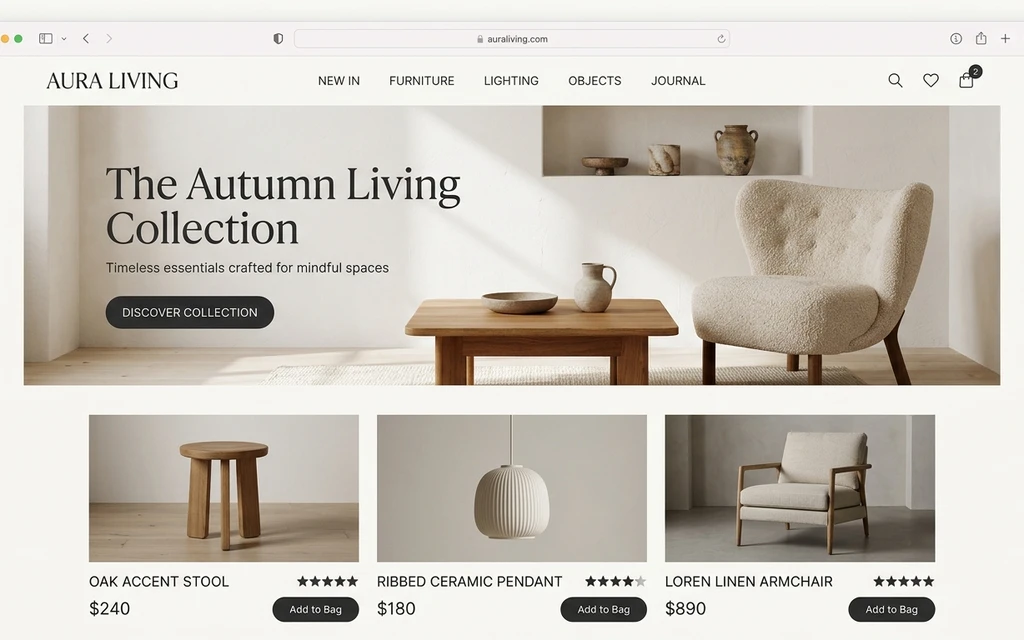 auraliving.com
AURA LIVING
NEW IN
FURNITURE
LIGHTING
OBJECTS
JOURNAL
2
The Autumn Living
Collection
Timeless essentials crafted for mindful spaces
DISCOVER COLLECTION
OAK ACCENT STOOL
$240
Add to Bag
RIBBED CERAMIC PENDANT
$180
Add to Bag
LOREN LINEN ARMCHAIR
$890
Add to Bag